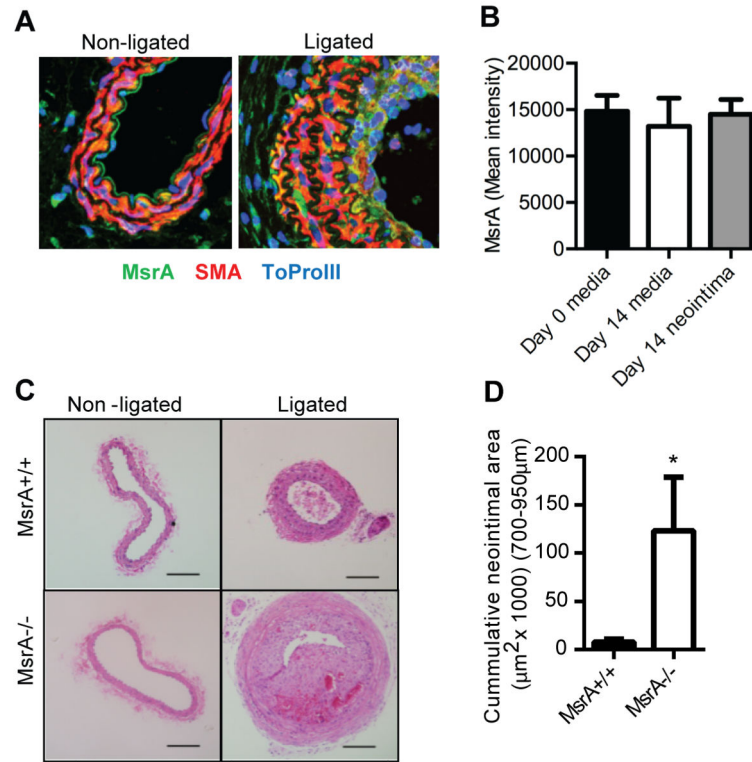 A
Non-ligated
Ligated
MsrA SMA ToProIII
B
MsrA (Mean intensity)
20000
15000
10000
5000
0
Day 0 media
Day 14 media
Day 14 neointima
C
Non -ligated
Ligated
MsrA+/+
MsrA-/-
D
Cummulative neointimal area
(µm² x 1000) (700-950µm)
200
150
100
50
0
*
MsrA+/+
MsrA-/-